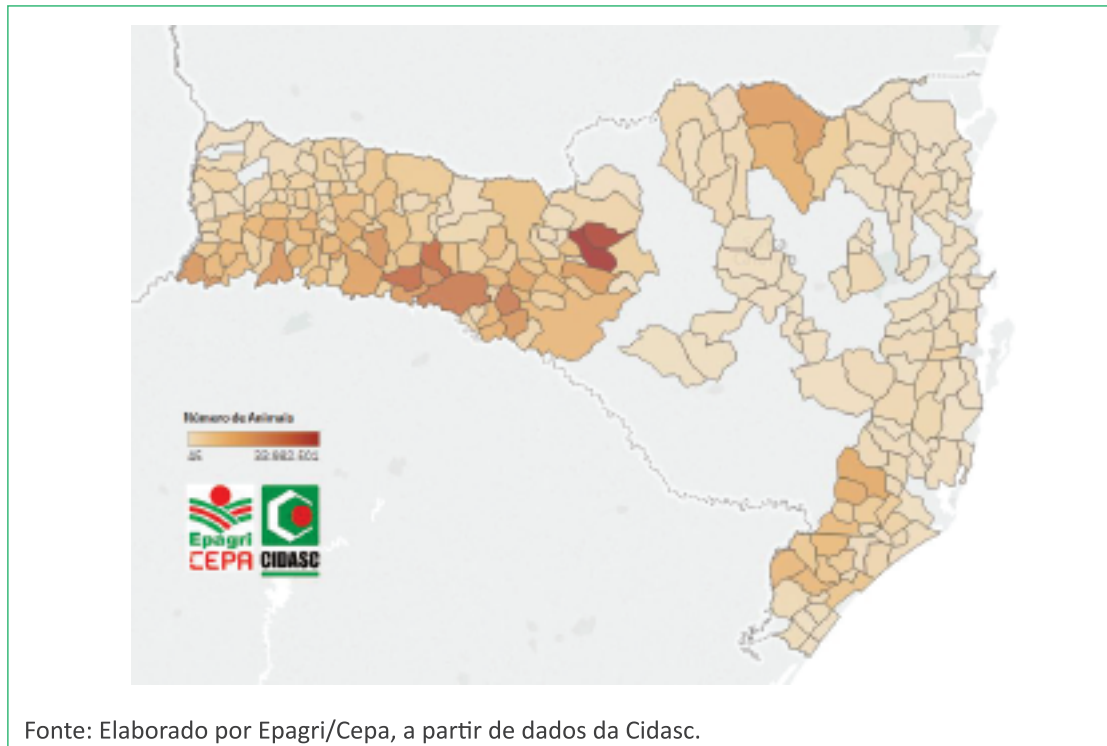 Número de Animais
45
Epagri
CEPA
CIDASC
Fonte: Elaborado por Epagri/Cepa, a partir de dados da Cidasc.